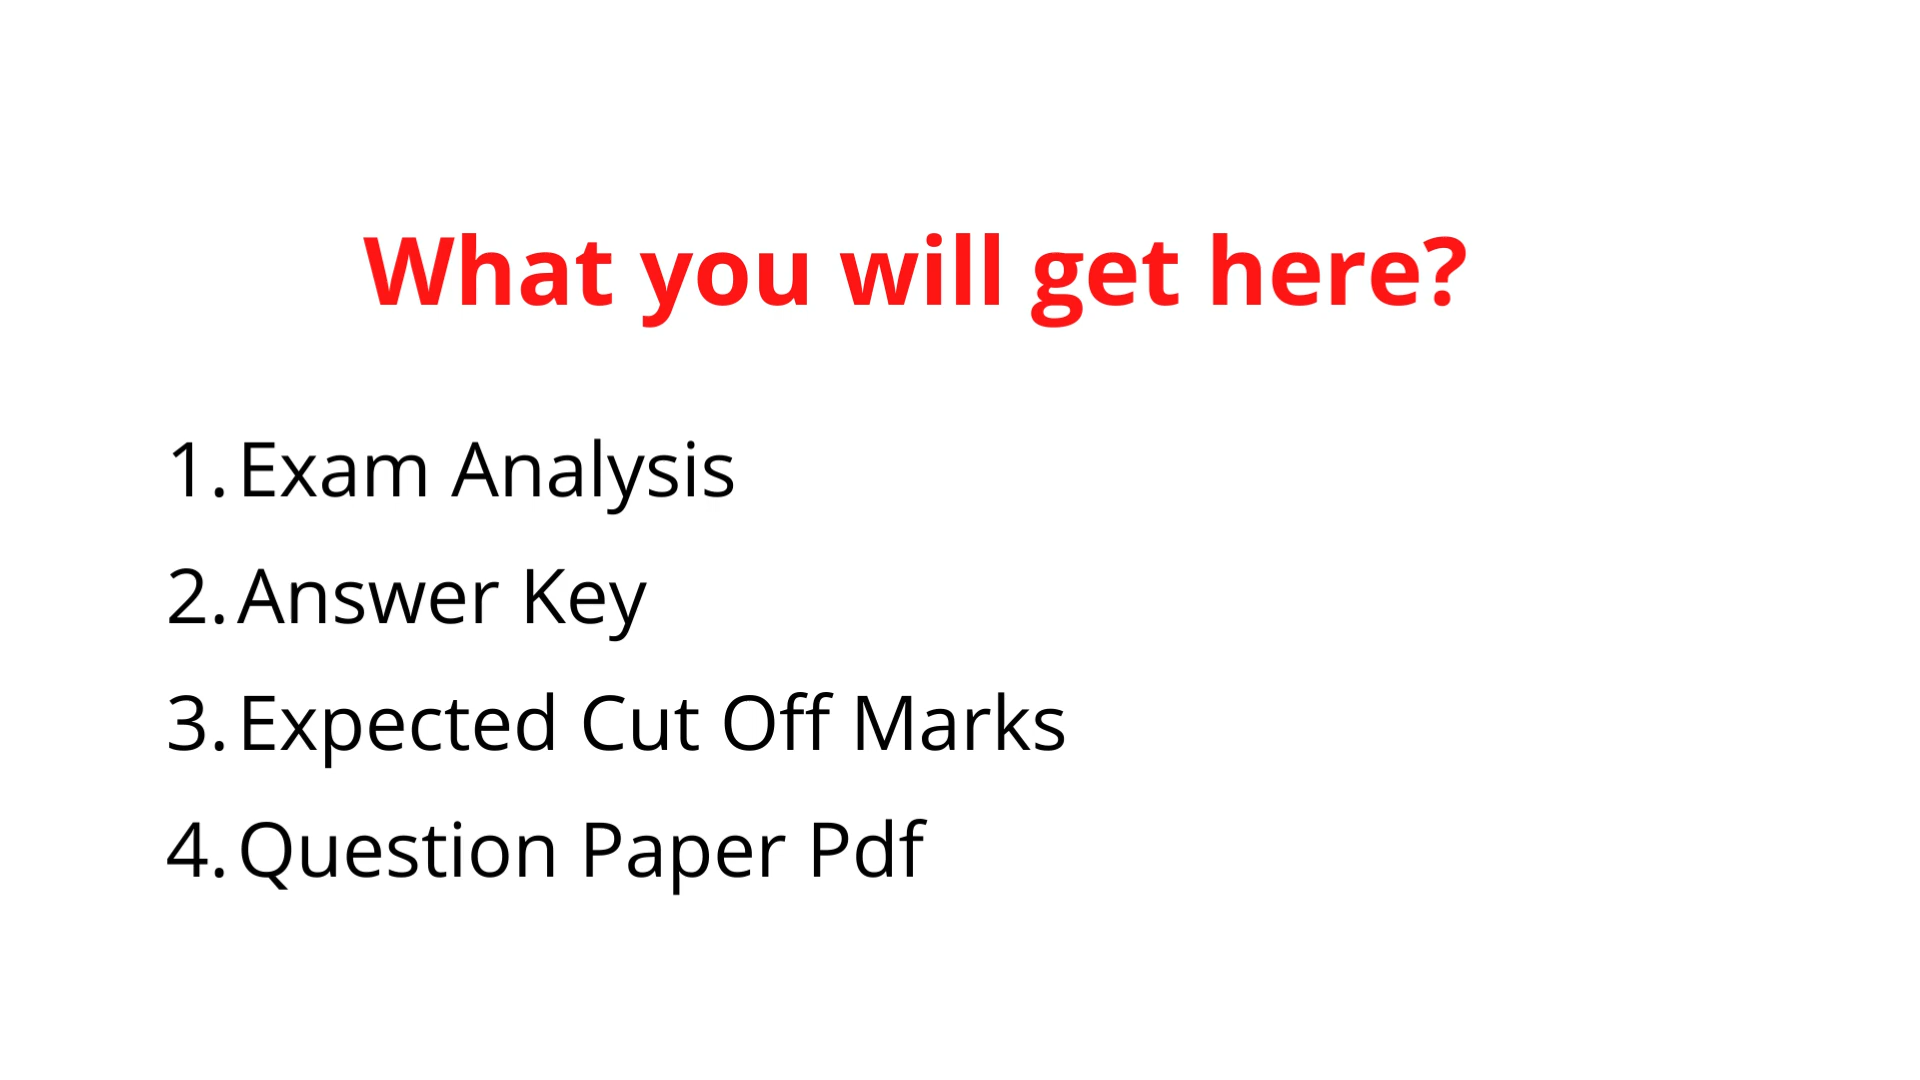 What you will get here?
1. Exam Analysis
2. Answer Key
3. Expected Cut Off Marks
4. Question Paper Pdf